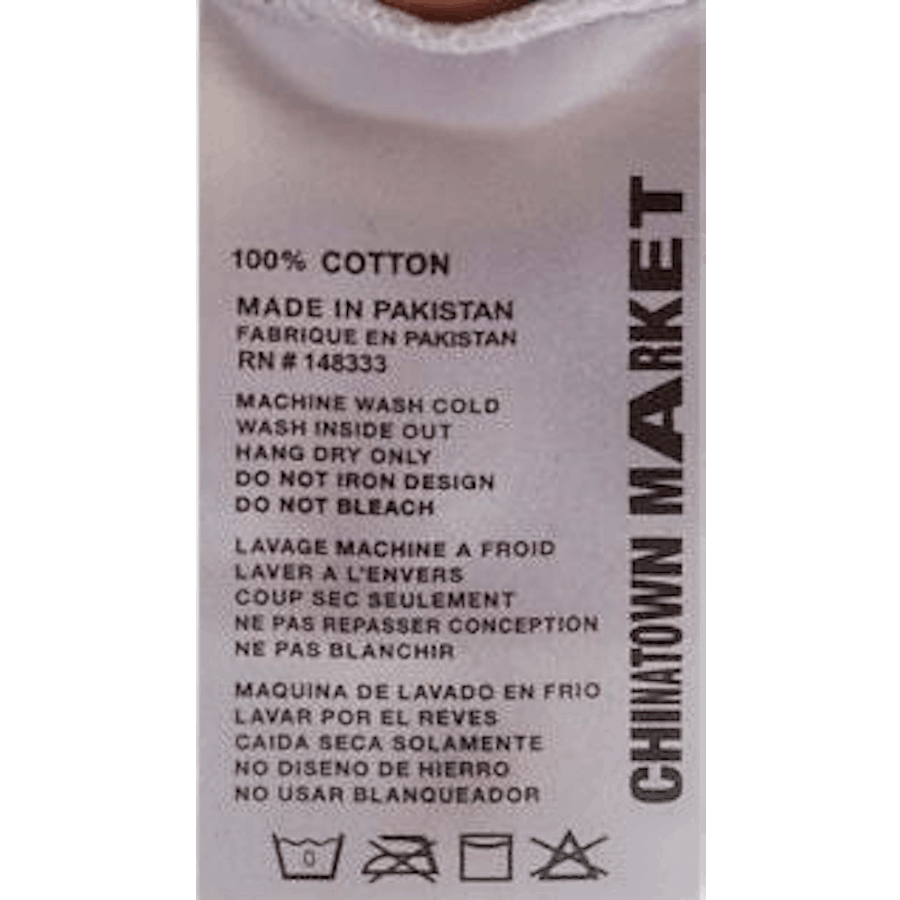 100% COTTON
MADE IN PAKISTAN
FABRIQUE EN PAKISTAN
RN # 148333
MACHINE WASH COLD
WASH INSIDE OUT
HANG DRY ONLY
DO NOT IRON DESIGN
DO NOT BLEACH
LAVAGE MACHINE A FROID
LAVER A L'ENVERS
COUP SEC SEULEMENT
NE PAS REPASSER CONCEPTION
NE PAS BLANCHIR
MAQUINA DE LAVADO EN FRIO
LAVAR POR EL REVES
CAIDA SECA SOLAMENTE
NO DISENO DE HIERRO
NO USAR BLANQUEADOR
0
CHINATOWN MARKET